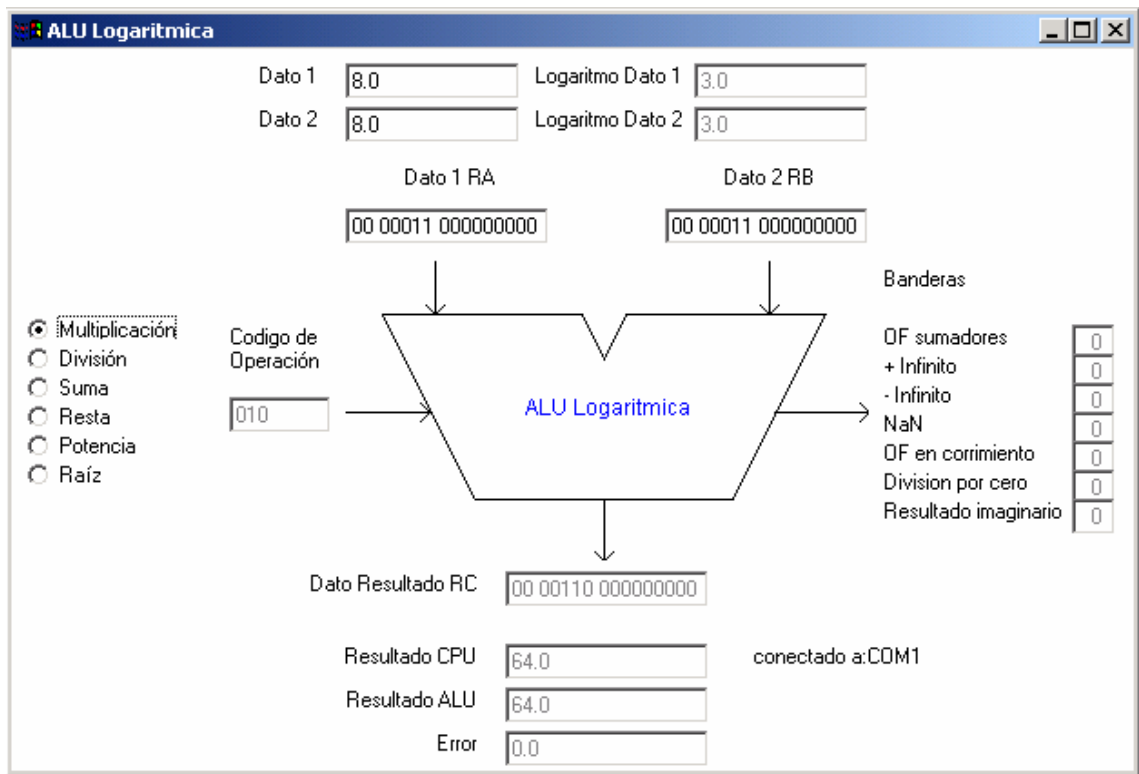 ALU Logaritmica
Dato 1 8.0 Logaritmo Dato 1 3.0
Dato 2 8.0 Logaritmo Dato 2 3.0
Dato 1 RA Dato 2 RB
00 00011 000000000 00 00011 000000000
Banderas
Multiplicación
División
Suma
Resta
Potencia
Raíz
Codigo de
Operación
010
ALU Logaritmica
OF sumadores 0
+ Infinito 0
- Infinito 0
NaN 0
OF en corrimiento 0
Division por cero 0
Resultado imaginario 0
Dato Resultado RC 00 00110 000000000
Resultado CPU 64.0 conectado a:COM1
Resultado ALU 64.0
Error 0.0